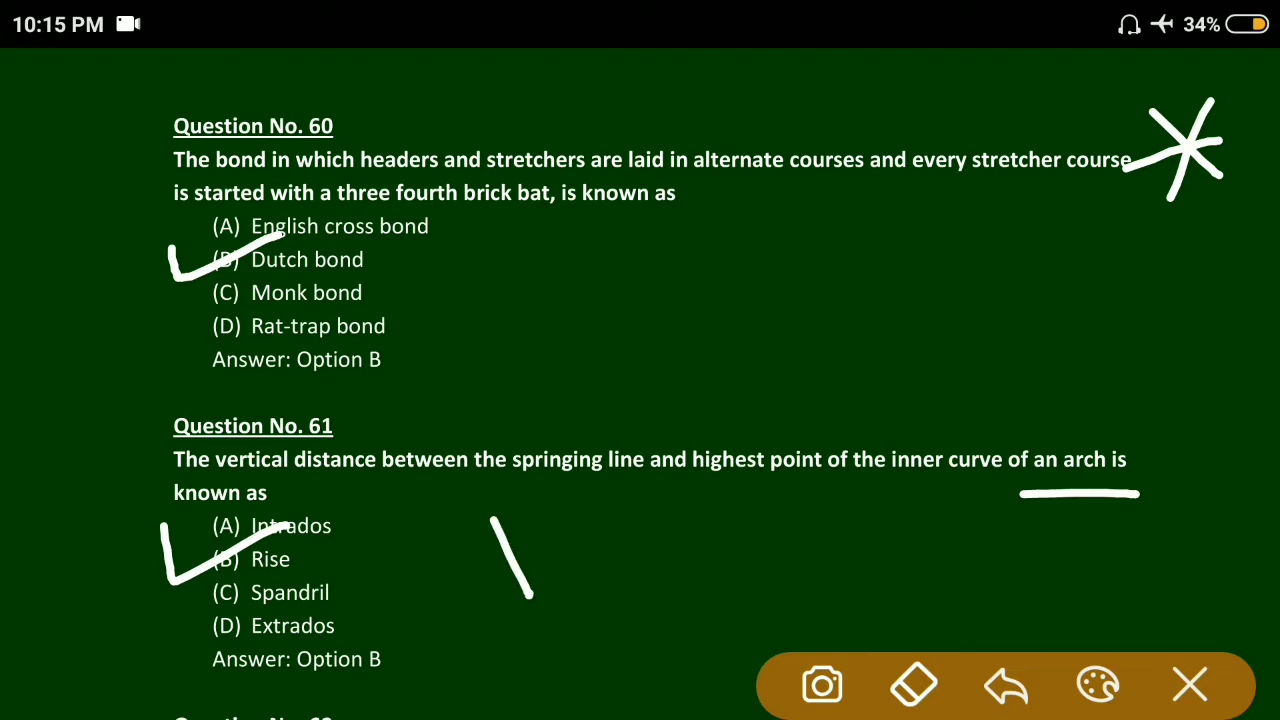 10:15 PM
34%
Question No. 60
The bond in which headers and stretchers are laid in alternate courses and every stretcher course
is started with a three fourth brick bat, is known as
(A) English cross bond
(B) Dutch bond
(C) Monk bond
(D) Rat-trap bond
Answer: Option B
Question No. 61
The vertical distance between the springing line and highest point of the inner curve of an arch is
known as
(A) Intrados
(B) Rise
(C) Spandril
(D) Extrados
Answer: Option B